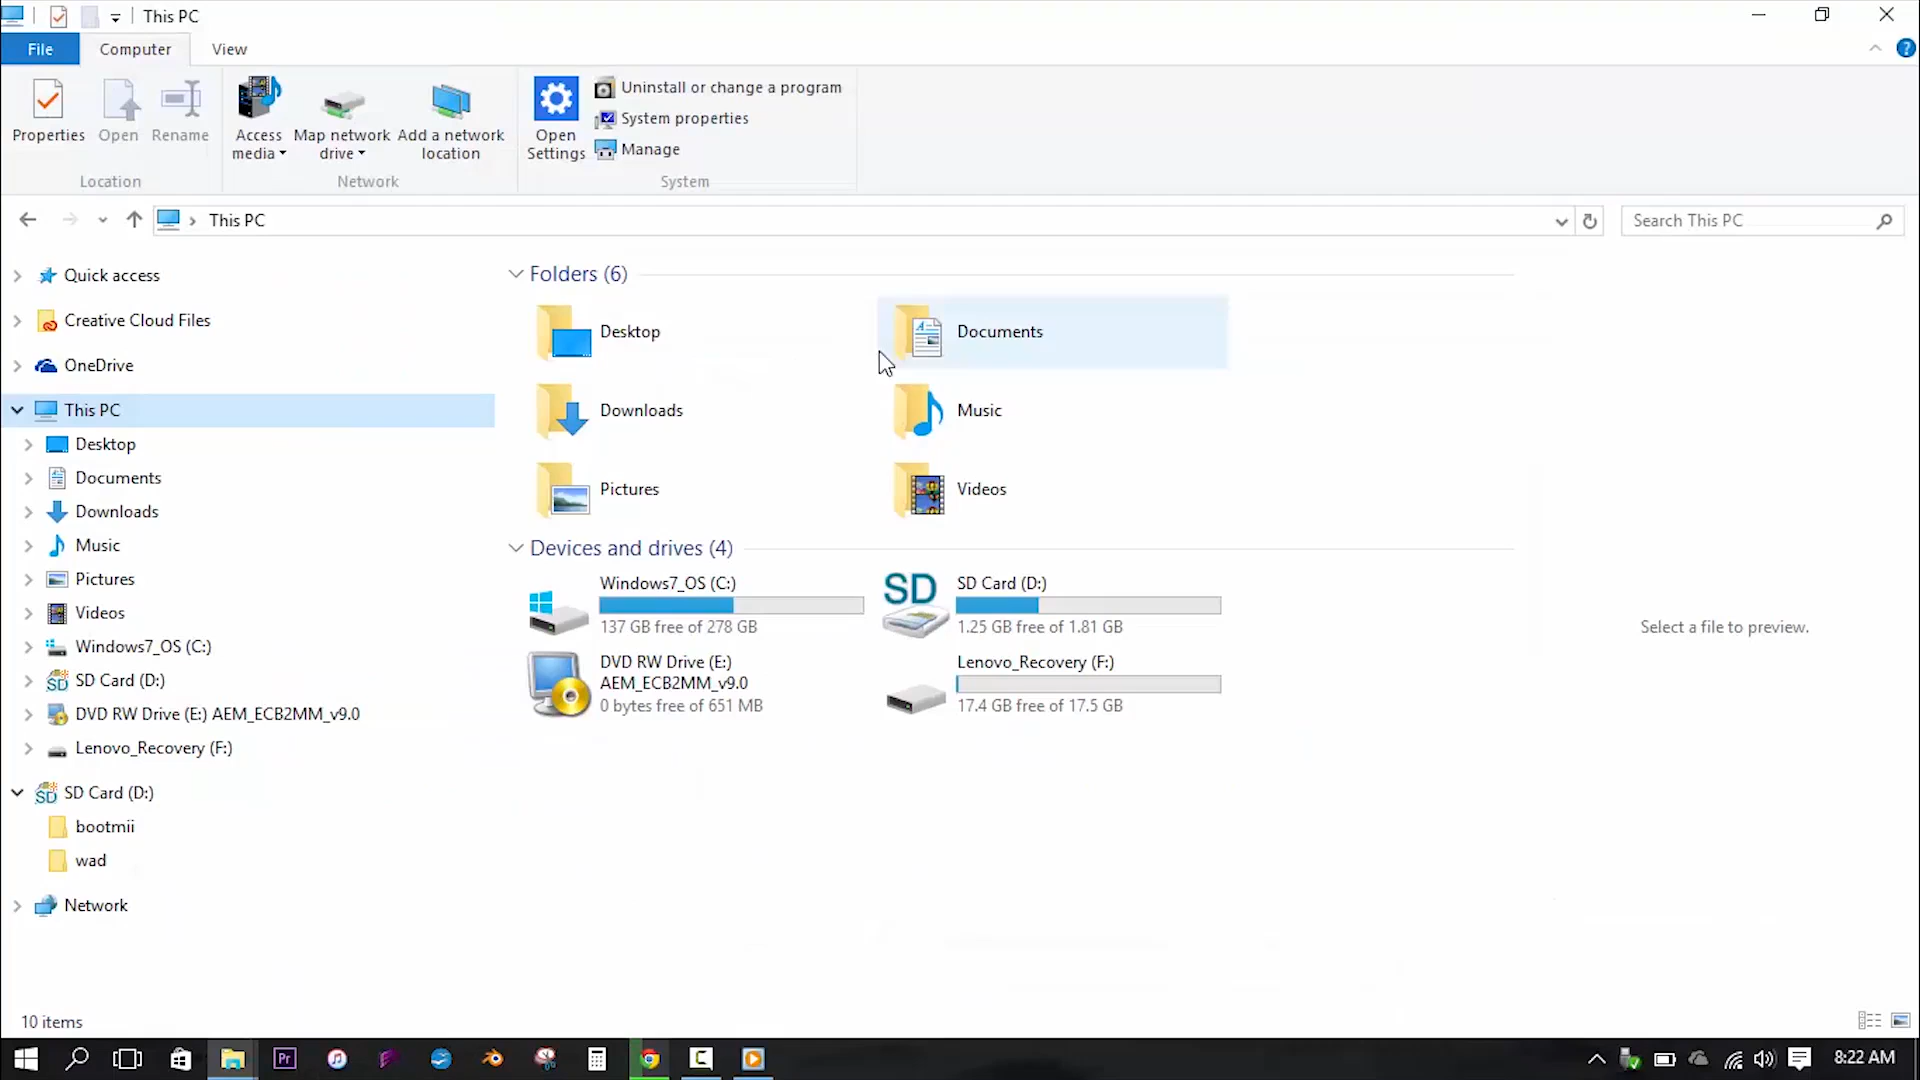 This PC
File
Computer
View
Properties
Open
Rename
Access
media
Map network
drive
Add a network
location
Open
Settings
Uninstall or change a program
System properties
Manage
Location
Network
System
This PC
Search This PC
Quick access
Creative Cloud Files
OneDrive
This PC
Desktop
Documents
Downloads
Music
Pictures
Videos
Windows7_OS (C:)
SD Card (D:)
DVD RW Drive (E:) AEM_ECB2MM_v9.0
Lenovo_Recovery (F:)
SD Card (D:)
bootmii
wad
Network
Folders (6)
Desktop
Documents
Downloads
Music
Pictures
Videos
Devices and drives (4)
Windows7_OS (C:)
137 GB free of 278 GB
SD
SD Card (D:)
1.25 GB free of 1.81 GB
DVD RW Drive (E:)
AEM_ECB2MM_v9.0
0 bytes free of 651 MB
Lenovo_Recovery (F:)
17.4 GB free of 17.5 GB
Select a file to preview.
10 items
Pr
8:22 AM